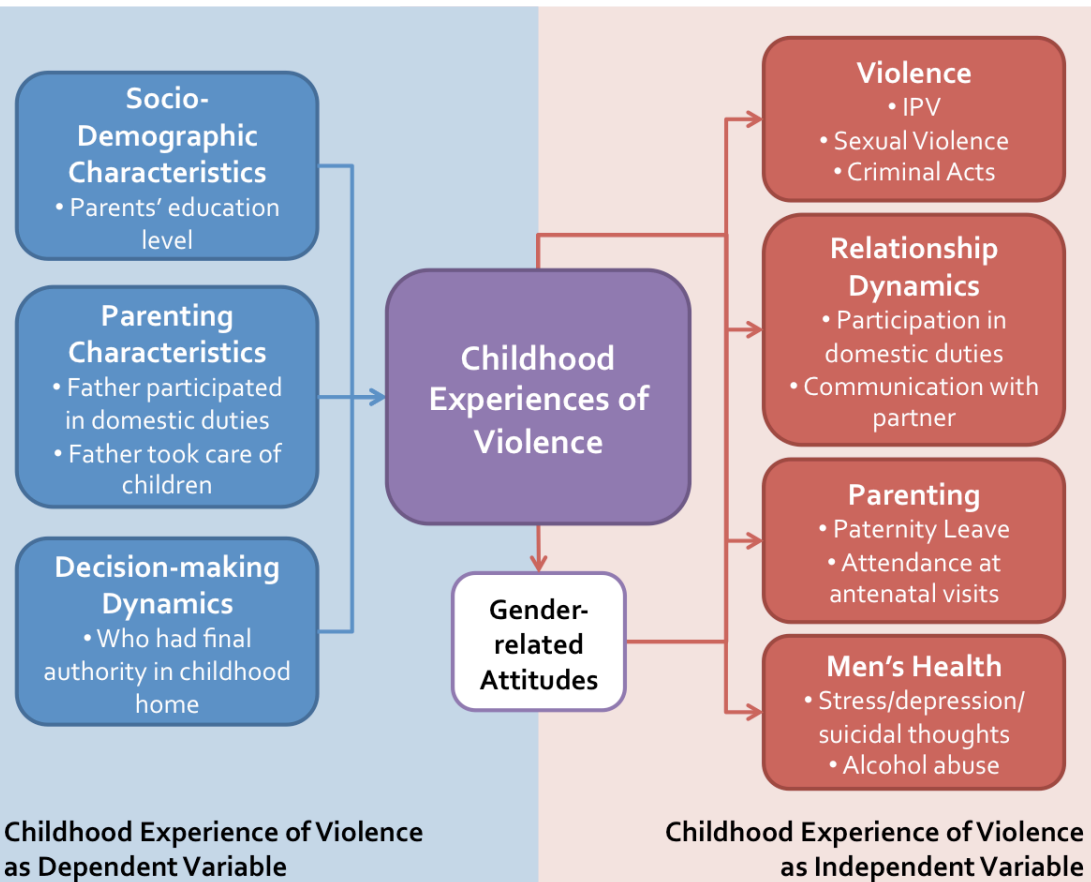 Socio-
Demographic
Characteristics
• Parents’ education
level
Parenting
Characteristics
• Father participated
in domestic duties
• Father took care of
children
Decision-making
Dynamics
• Who had final
authority in childhood
home
Childhood
Experiences of
Violence
Gender-
related
Attitudes
Violence
• IPV
• Sexual Violence
• Criminal Acts
Relationship
Dynamics
• Participation in
domestic duties
• Communication with
partner
Parenting
• Paternity Leave
• Attendance at
antenatal visits
Men’s Health
• Stress/depression/
suicidal thoughts
• Alcohol abuse
Childhood Experience of Violence
as Dependent Variable
Childhood Experience of Violence
as Independent Variable